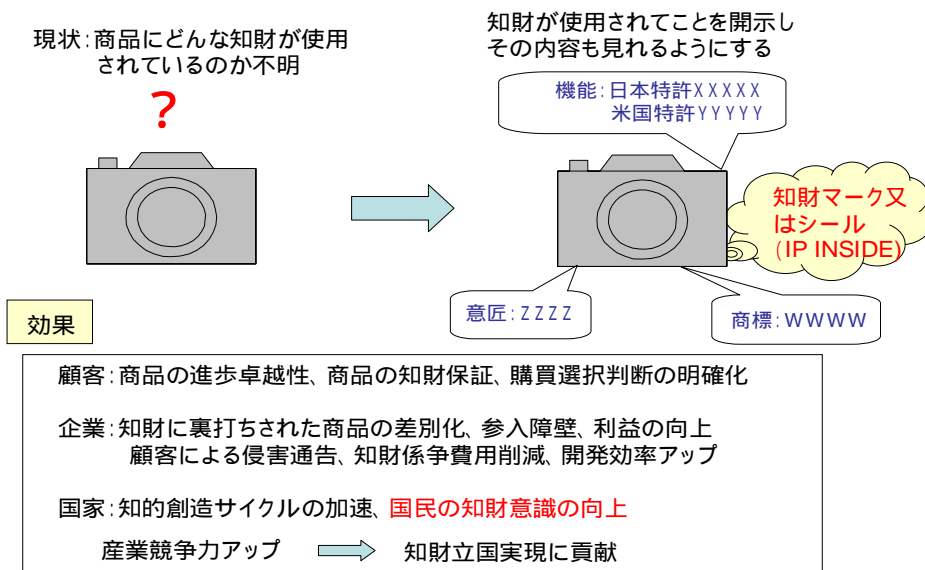 現状:商品にどんな知財が使用
されているのか不明
?
知財が使用されてことを開示し
その内容も見れるようにする
機能:日本特許XXXXX
米国特許YYYYY
知財マーク又
はシール
(IP INSIDE)
意匠:ZZZZ
商標:WWWW
効果
顧客:商品の進歩卓越性、商品の知財保証、購買選択判断の明確化
企業:知財に裏打ちされた商品の差別化、参入障壁、利益の向上
顧客による侵害通告、知財係争費用削減、開発効率アップ
国家:知的創造サイクルの加速、国民の知財意識の向上
産業競争力アップ 知財立国実現に貢献